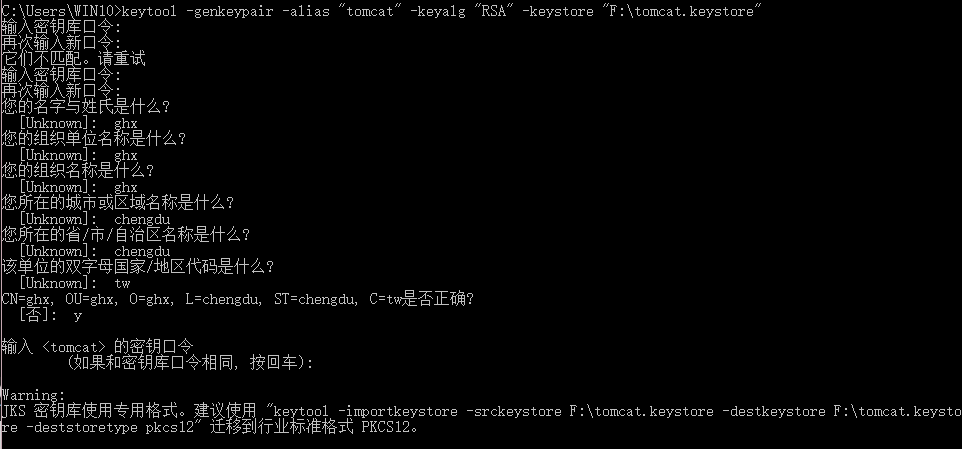 C:\Users\WIN10>keytool -genkeypair -alias "tomcat" -keyalg "RSA" -keystore "F:\tomcat.keystore"
输入密钥库口令:
再次输入新口令:
它们不匹配。请重试
输入密钥库口令:
再次输入新口令:
您的名字与姓氏是什么?
  [Unknown]:  ghx
您的组织单位名称是什么?
  [Unknown]:  ghx
您的组织名称是什么?
  [Unknown]:  ghx
您所在的城市或区域名称是什么?
  [Unknown]:  chengdu
您所在的省/市/自治区名称是什么?
  [Unknown]:  chengdu
该单位的双字母国家/地区代码是什么?
  [Unknown]:  tw
CN=ghx, OU=ghx, O=ghx, L=chengdu, ST=chengdu, C=tw是否正确?
  [否]:  y
输入 <tomcat> 的密钥口令
        (如果和密钥库口令相同, 按回车):
Warning:
JKS 密钥库使用专用格式。建议使用 "keytool -importkeystore -srckeystore F:\tomcat.keystore -destkeystore F:\tomcat.keysto
re -deststoretype pkcs12" 迁移到行业标准格式 PKCS12。